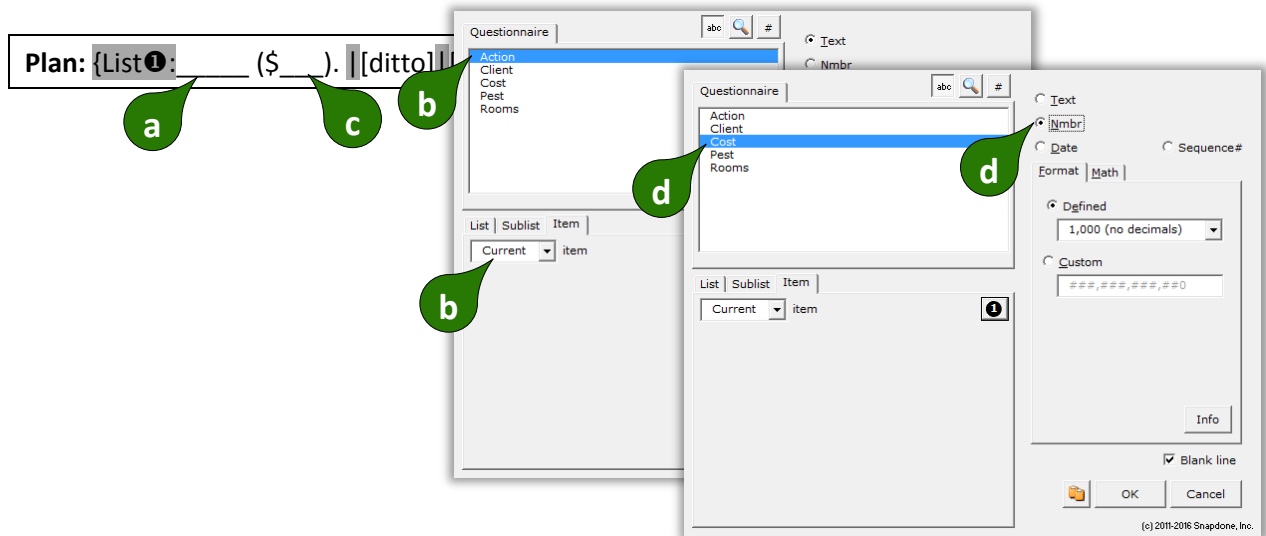 Plan: {List❶:______ ($____). |[ditto]|[
a
c
b
b
Questionnaire
abc
#
Text
Nmbr
Action
Client
Cost
Pest
Rooms
List
Sublist
Item
Current
item
Questionnaire
abc
#
Action
Client
Cost
Pest
Rooms
d
d
Text
Nmbr
Date
Sequence#
Format
Math
Defined
1,000 (no decimals)
Custom
###,###,###,##0
Info
List
Sublist
Item
Current
item
❶
Blank line
OK
Cancel
(c) 2011-2016 Snapdone, Inc.